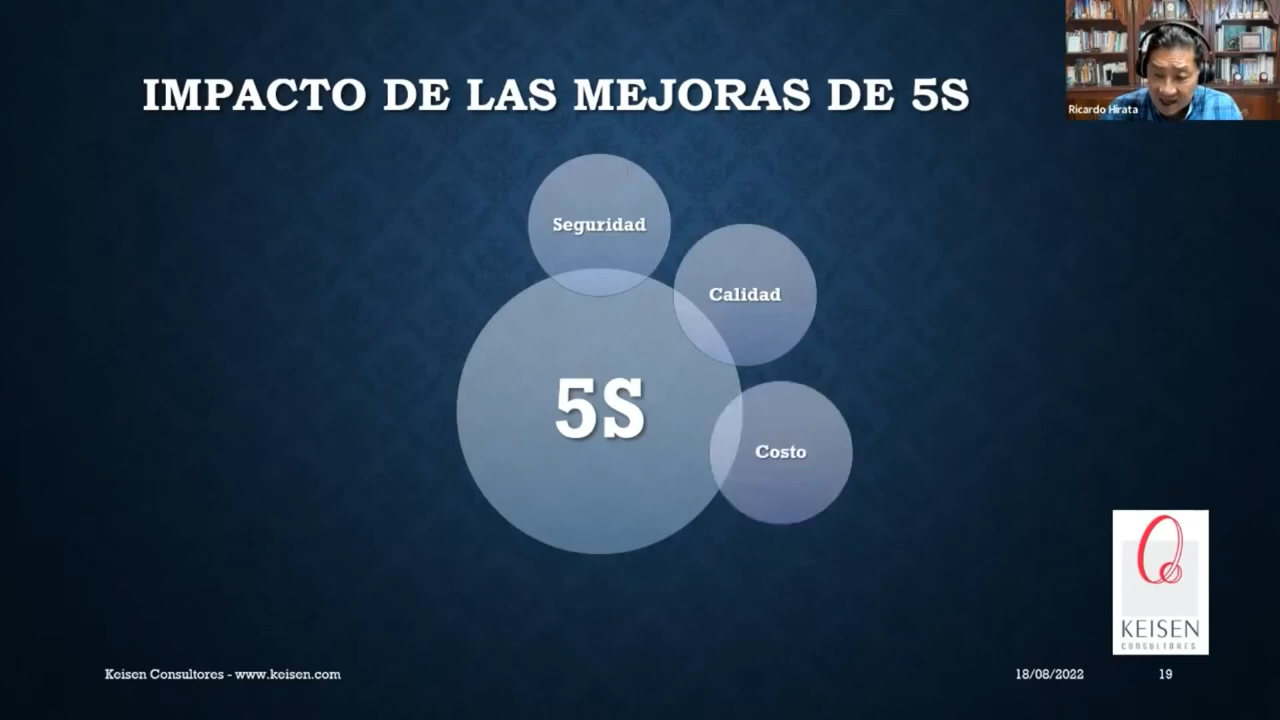 IMPACTO DE LAS MEJORAS DE 5S
Ricardo Hirata
Seguridad
Calidad
5S
Costo
KEISEN
CONSULTORES
Keisen Consultores - www.keisen.com
18/08/2022
19